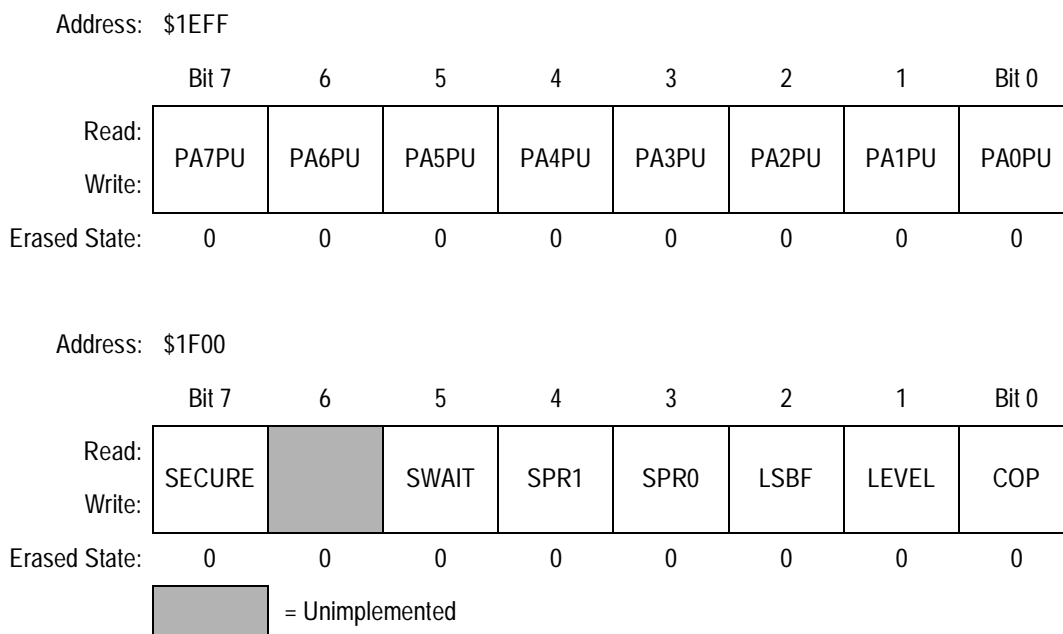 Address: $1EFF
Bit 7 6 5 4 3 2 1 Bit 0
Read:
PA7PU PA6PU PA5PU PA4PU PA3PU PA2PU PA1PU PA0PU
Write:
Erased State: 0 0 0 0 0 0 0 0
Address: $1F00
Bit 7 6 5 4 3 2 1 Bit 0
Read:
SECURE SWAIT SPR1 SPR0 LSBF LEVEL COP
Write:
Erased State: 0 0 0 0 0 0 0 0
= Unimplemented